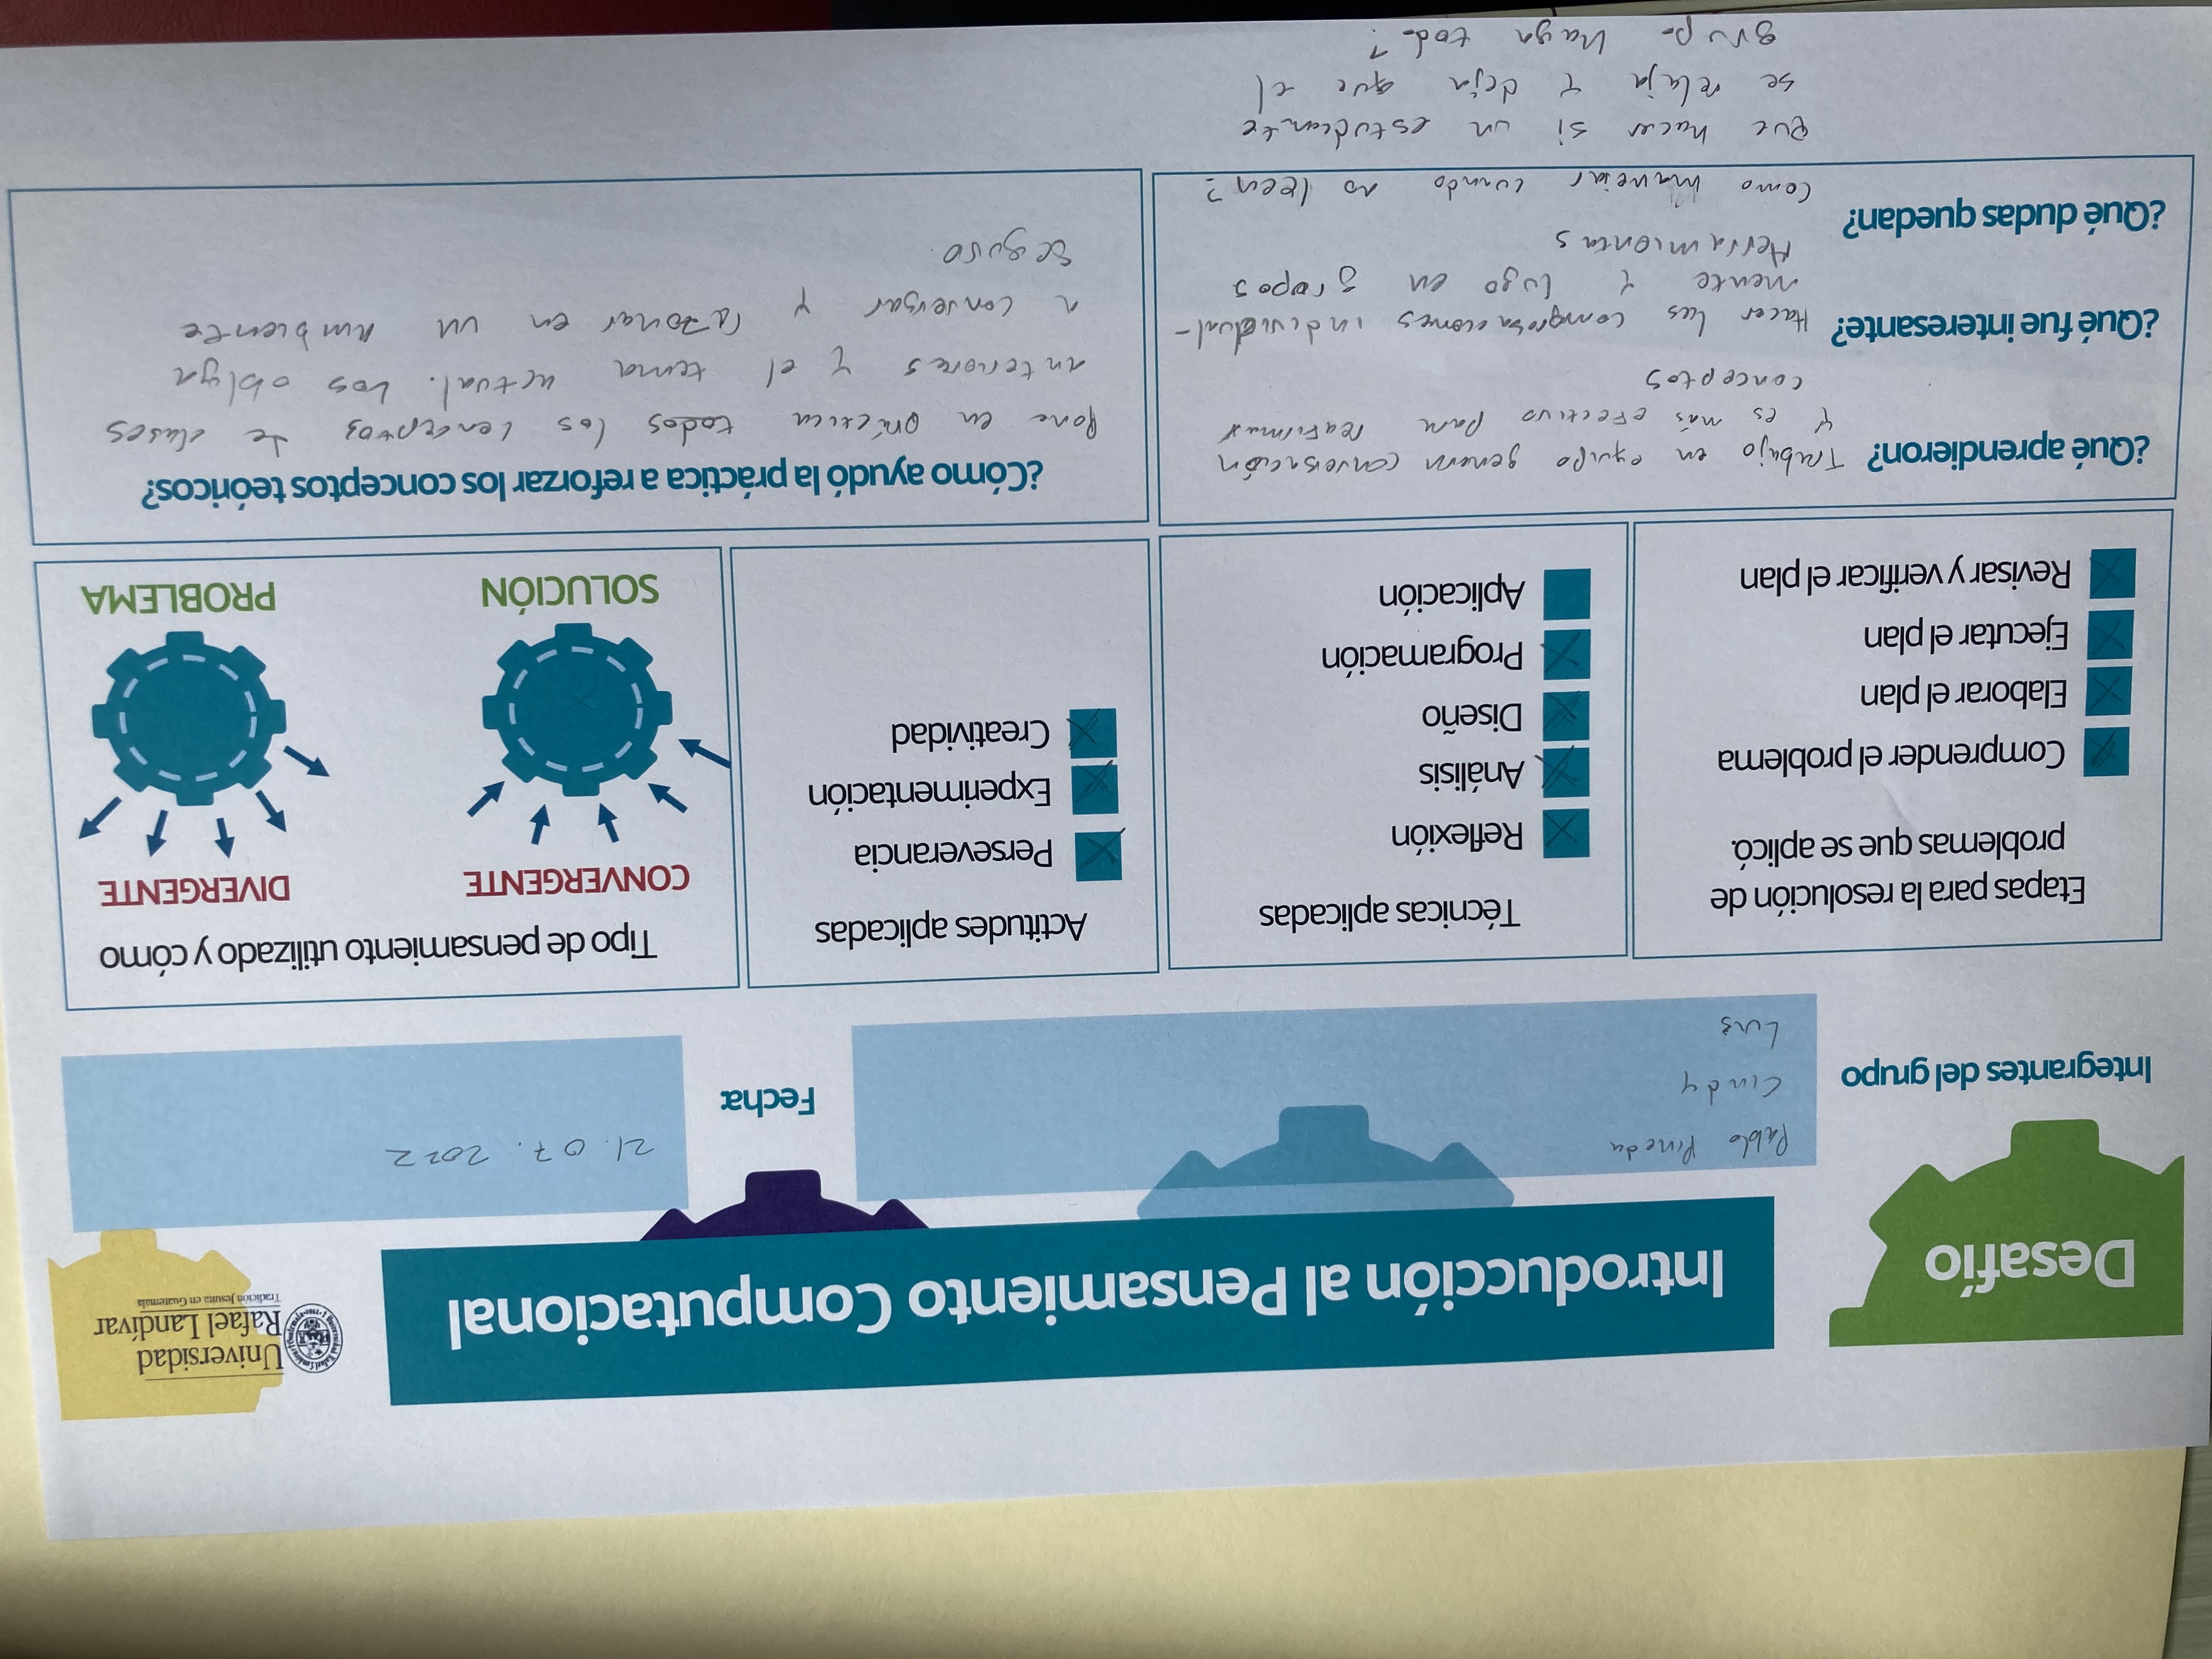 Desafío
Introducción al Pensamiento Computacional
Universidad
Rafael Landívar
Tradición Jesuita en Guatemala
Integrantes del grupo
Pablo Pineda
Cindy
Luis
Fecha:
21.07.2022
Etapas para la resolución de
problemas que se aplicó.
Comprender el problema
Elaborar el plan
Ejecutar el plan
Revisar y verificar el plan
Técnicas aplicadas
Reflexión
Análisis
Diseño
Programación
Aplicación
Actitudes aplicadas
Perseverancia
Experimentación
Creatividad
Tipo de pensamiento utilizado y cómo
CONVERGENTE
DIVERGENTE
SOLUCIÓN
PROBLEMA
¿Qué aprendieron?
Trabajo en equipo genera conversación
y es más efectivo para reafirmar
conceptos
¿Qué fue interesante?
Hacer las comparaciones individual-
mente y luego en grupos
Herramientas
¿Qué dudas quedan?
Como manejar cuando no leen?
Que hacer si un estudiante
se relaja y deja que el
grupo haga todo?
¿Cómo ayudó la práctica a reforzar los conceptos teóricos?
Pone en práctica todos los conceptos de clases
anteriores y el tema actual. Los obliga
a conversar y razonar en un ambiente
seguro.